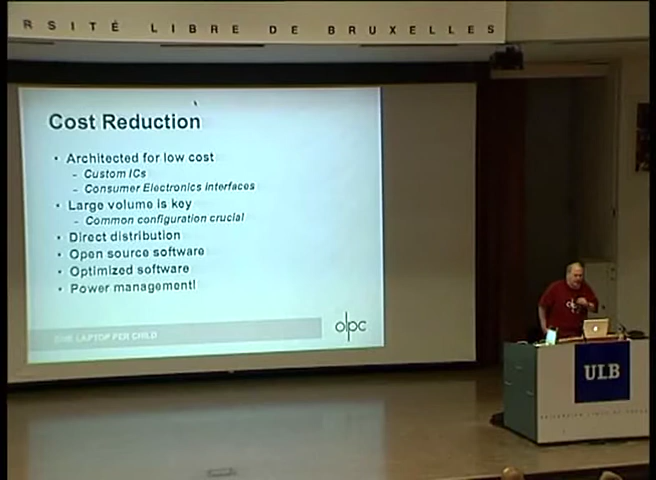 RSITÉ LIBRE DE BRUXELLES
Cost Reduction
• Architected for low cost
- Custom ICs
- Consumer Electronics interfaces
• Large volume is key
- Common configuration crucial
• Direct distribution
• Open source software
• Optimized software
• Power management!
ONE LAPTOP PER CHILD
olpc
ULB